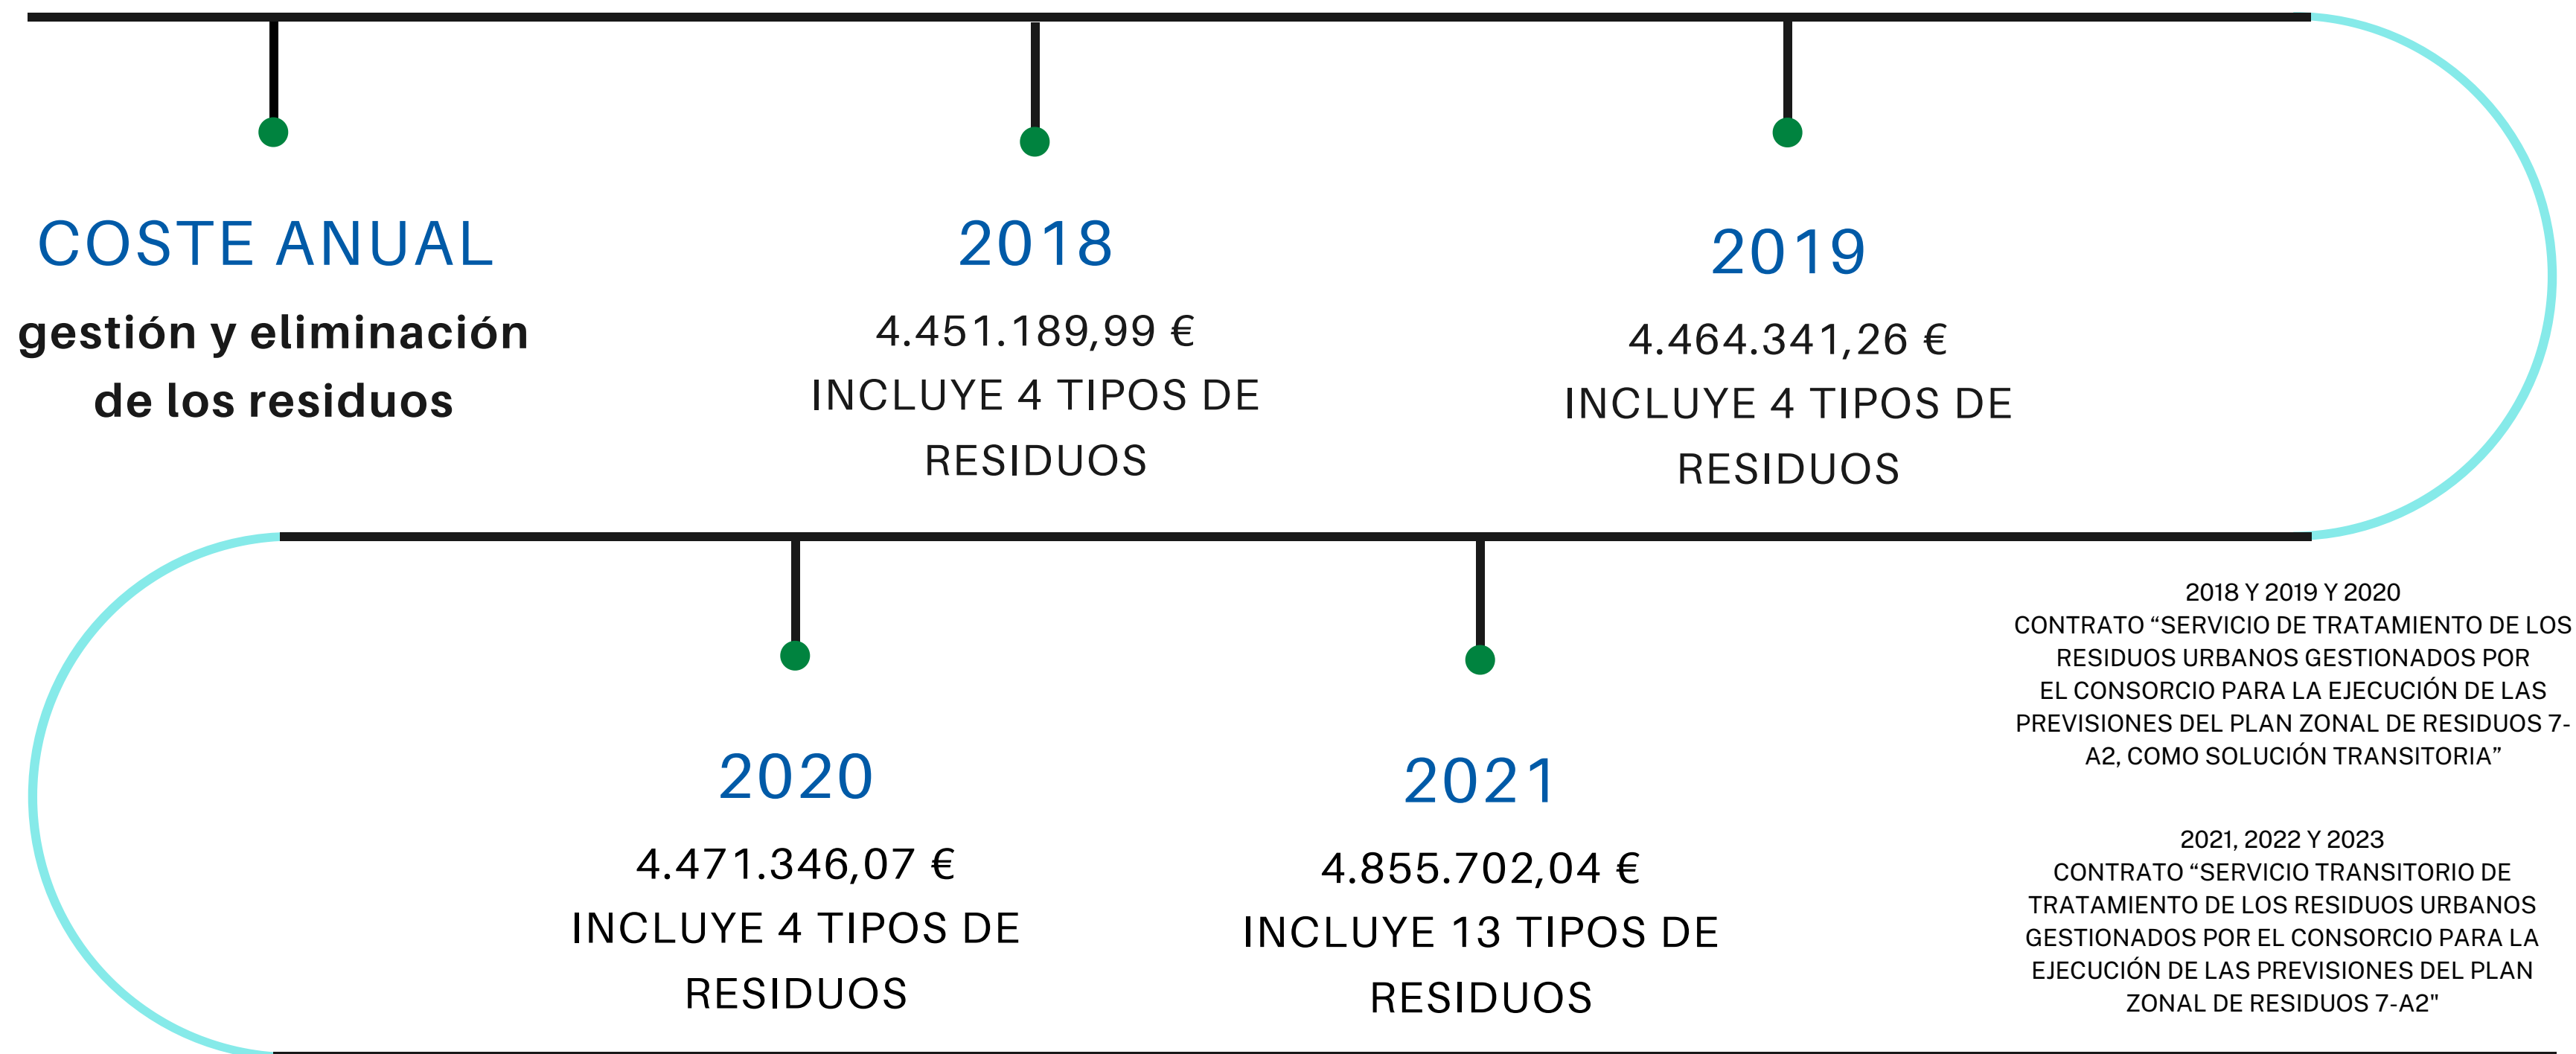 COSTE ANUAL
gestión y eliminación
de los residuos
2018
4.451.189,99 €
INCLUYE 4 TIPOS DE
RESIDUOS
2019
4.464.341,26 €
INCLUYE 4 TIPOS DE
RESIDUOS
2020
4.471.346,07 €
INCLUYE 4 TIPOS DE
RESIDUOS
2021
4.855.702,04 €
INCLUYE 13 TIPOS DE
RESIDUOS
2018 Y 2019 Y 2020
CONTRATO “SERVICIO DE TRATAMIENTO DE LOS
RESIDUOS URBANOS GESTIONADOS POR
EL CONSORCIO PARA LA EJECUCIÓN DE LAS
PREVISIONES DEL PLAN ZONAL DE RESIDUOS 7-
A2, COMO SOLUCIÓN TRANSITORIA”
2021, 2022 Y 2023
CONTRATO “SERVICIO TRANSITORIO DE
TRATAMIENTO DE LOS RESIDUOS URBANOS
GESTIONADOS POR EL CONSORCIO PARA LA
EJECUCIÓN DE LAS PREVISIONES DEL PLAN
ZONAL DE RESIDUOS 7-A2"